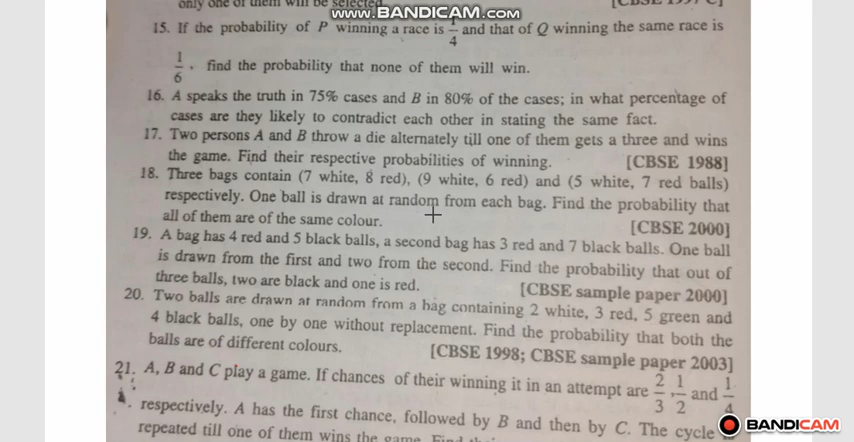 only one of them will be selected.
www.BANDICAM.com
15. If the probability of P winning a race is 1/4 and that of Q winning the same race is
1/6, find the probability that none of them will win.
16. A speaks the truth in 75% cases and B in 80% of the cases; in what percentage of
cases are they likely to contradict each other in stating the same fact.
17. Two persons A and B throw a die alternately till one of them gets a three and wins
the game. Find their respective probabilities of winning. [CBSE 1988]
18. Three bags contain (7 white, 8 red), (9 white, 6 red) and (5 white, 7 red balls)
respectively. One ball is drawn at random from each bag. Find the probability that
all of them are of the same colour. [CBSE 2000]
19. A bag has 4 red and 5 black balls, a second bag has 3 red and 7 black balls. One ball
is drawn from the first and two from the second. Find the probability that out of
three balls, two are black and one is red. [CBSE sample paper 2000]
20. Two balls are drawn at random from a bag containing 2 white, 3 red, 5 green and
4 black balls, one by one without replacement. Find the probability that both the
balls are of different colours. [CBSE 1998; CBSE sample paper 2003]
21. A, B and C play a game. If chances of their winning it in an attempt are 2/3, 1/2 and 1/4
respectively. A has the first chance, followed by B and then by C. The cycle
repeated till one of them wins the game. Find
BANDICAM